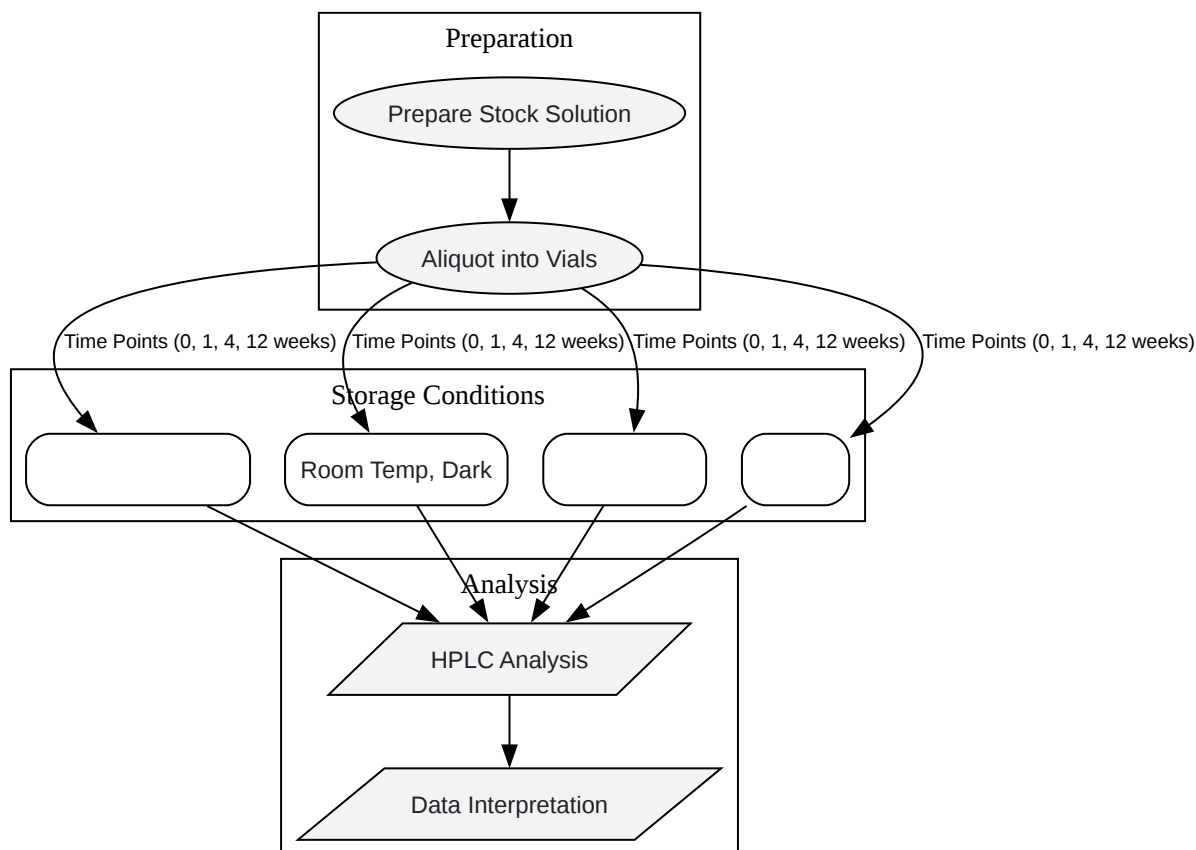 Preparation
Prepare Stock Solution
Aliquot into Vials
Time Points (0, 1, 4, 12 weeks)
Time Points (0, 1, 4, 12 weeks)
Time Points (0, 1, 4, 12 weeks)
Time Points (0, 1, 4, 12 weeks)
Storage Conditions
Room Temp, Dark
Analysis
HPLC Analysis
Data Interpretation